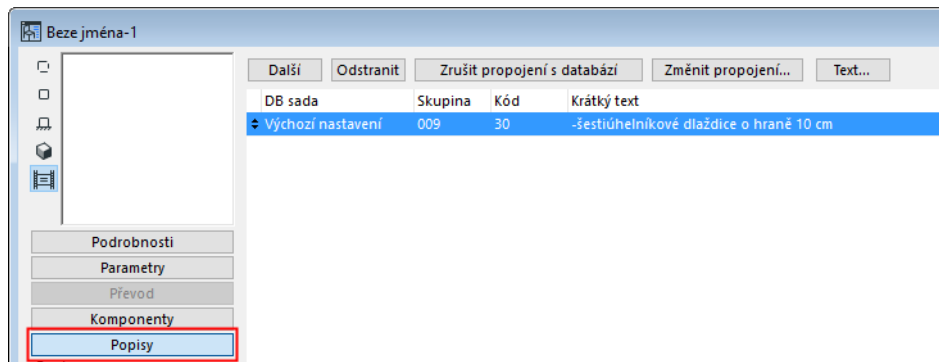 Beze jména-1
Další Odstranit Zrušit propojení s databází Změnit propojení... Text...
DB sada Skupina Kód Krátký text
Výchozí nastavení 009 30 -šestiúhelníkové dlaždice o hraně 10 cm
Podrobnosti
Parametry
Převod
Komponenty
Popisy